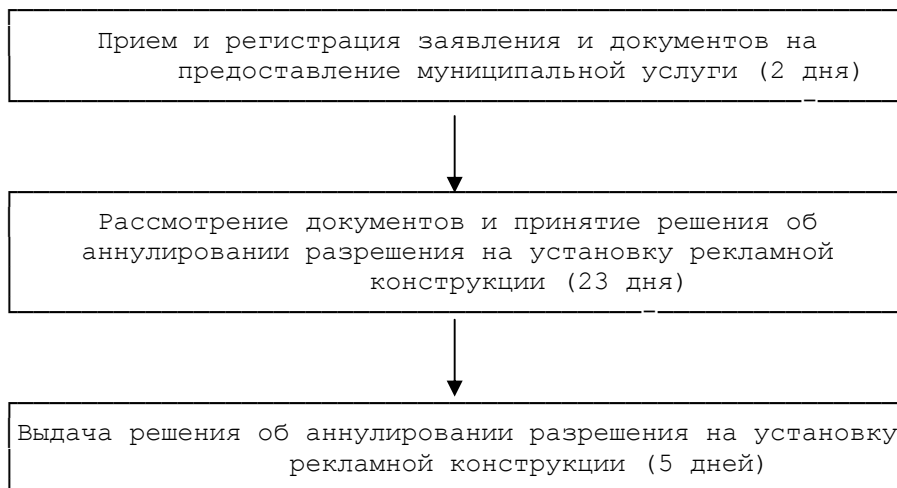 Прием и регистрация заявления и документов на
предоставление муниципальной услуги (2 дня)
Рассмотрение документов и принятие решения об
аннулировании разрешения на установку рекламной
конструкции (23 дня)
Выдача решения об аннулировании разрешения на установку
рекламной конструкции (5 дней)